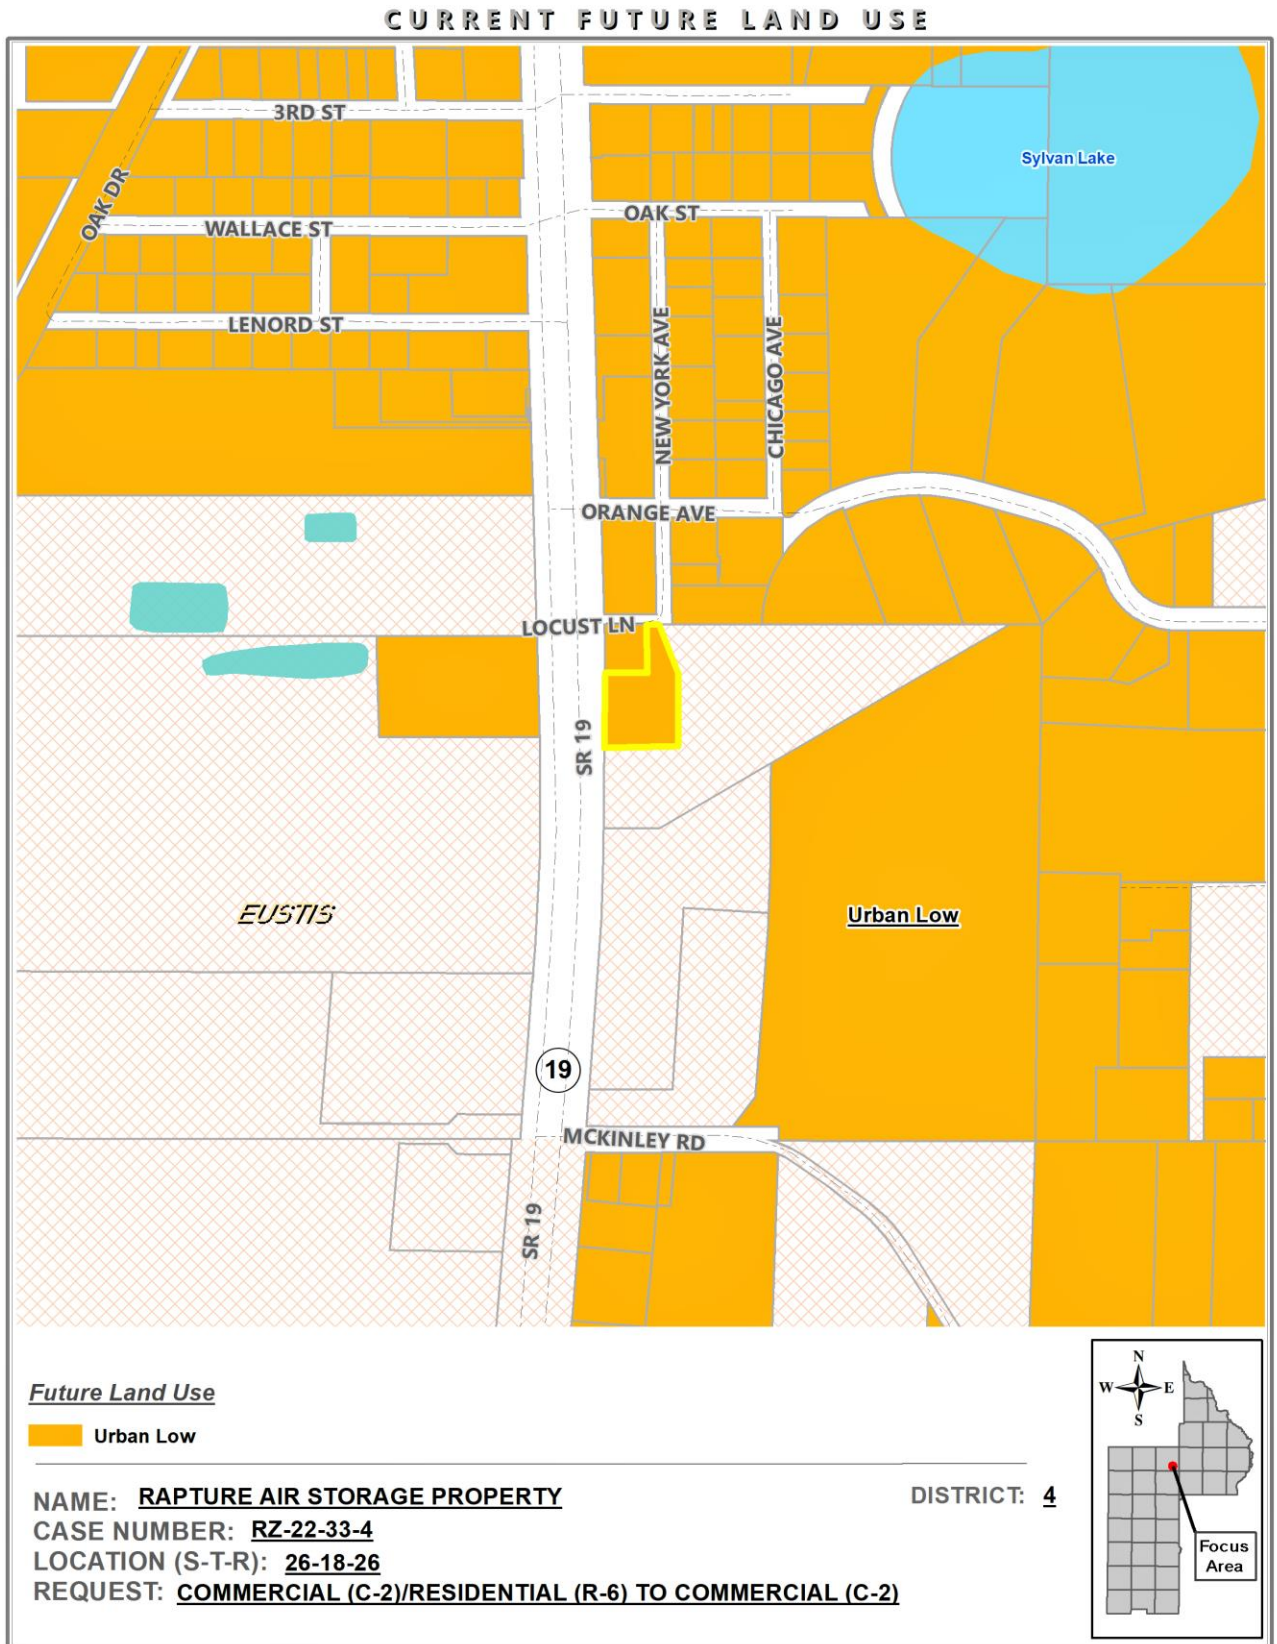 CURRENT FUTURE LAND USE
3RD ST
Sylvan Lake
OAK DR
WALLACE ST
OAK ST
LENORD ST
NEW YORK AVE
CHICAGO AVE
ORANGE AVE
LOCUST LN
SR 19
EUSTIS
Urban Low
19
MCKINLEY RD
SR 19
Future Land Use
Urban Low
NAME: RAPTURE AIR STORAGE PROPERTY
DISTRICT: 4
CASE NUMBER: RZ-22-33-4
LOCATION (S-T-R): 26-18-26
REQUEST: COMMERCIAL (C-2)/RESIDENTIAL (R-6) TO COMMERCIAL (C-2)
N
W E
S
Focus
Area